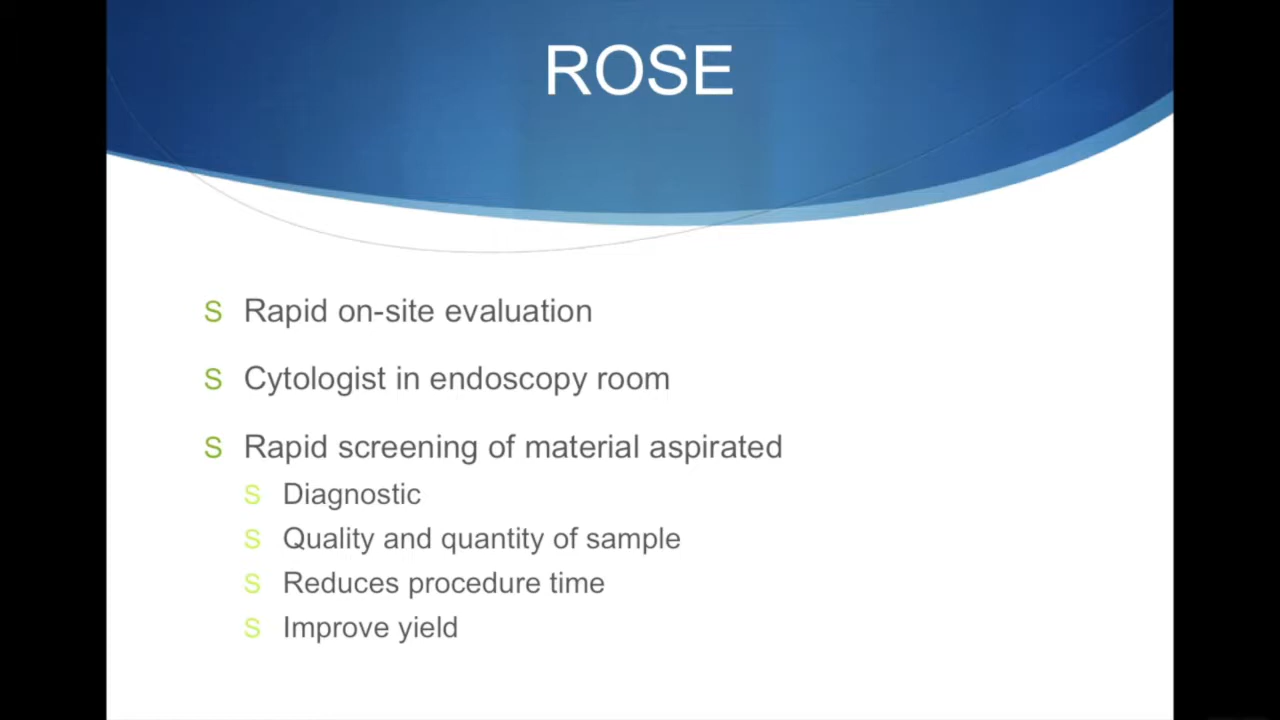 ROSE
S Rapid on-site evaluation
S Cytologist in endoscopy room
S Rapid screening of material aspirated
S Diagnostic
S Quality and quantity of sample
S Reduces procedure time
S Improve yield